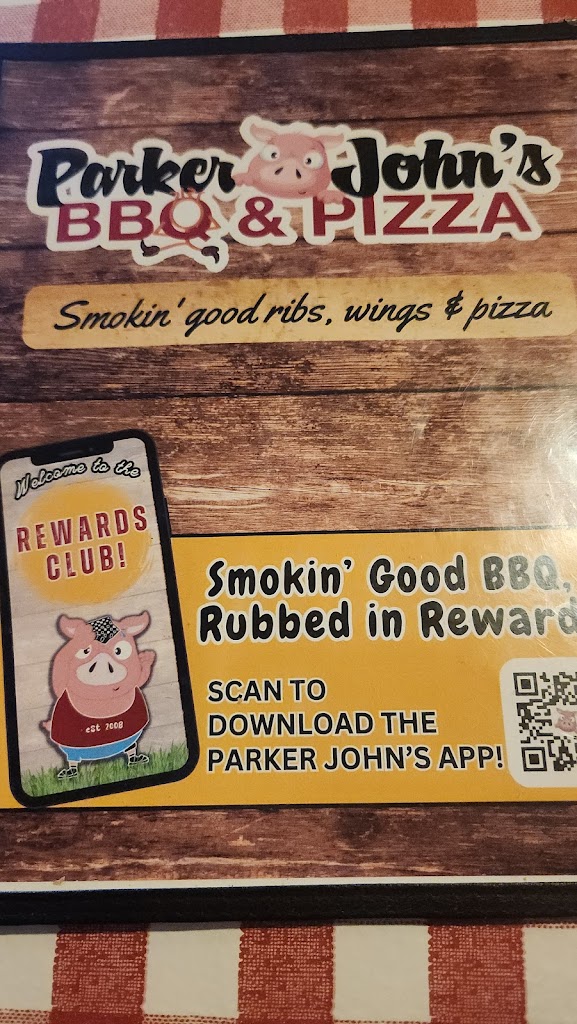 Parker John's
BBQ & PIZZA
Smokin' good ribs, wings & pizza
Welcome to the
REWARDS
CLUB!
est 2008
Smokin' Good BBQ,
Rubbed in Reward
SCAN TO
DOWNLOAD THE
PARKER JOHN'S APP!